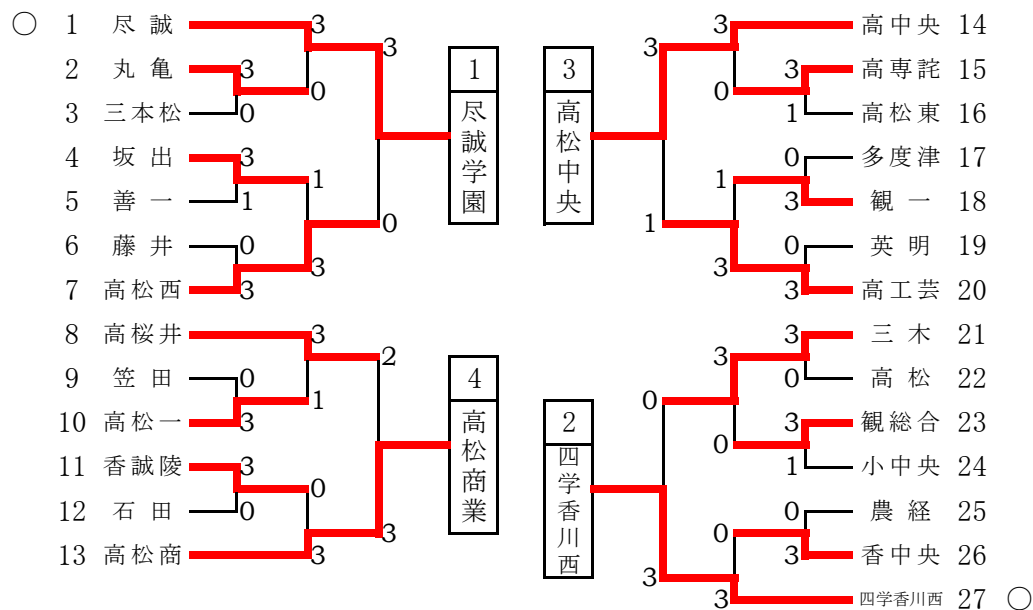 ○ 1 尽誠 3
2 丸亀 3
3 三本松 0
0
3
4 坂出 3
5 善一 1
1
6 藤井 0
7 高松西 3
3
0
1 尽誠学園
8 高桜井 3
9 笠田 0
10 高松一 3
1
2
11 香誠陵 3
12 石田 0
0
13 高松商 3
3
4 高松商業
3 高松中央
3
3 高中央 14
3 高専詫 15
1 高松東 16
0
0 多度津 17
3 観一 18
1
1
0 英明 19
3 高工芸 20
3
2 四学香川西
0
3 三木 21
0 高松 22
3
3 観総合 23
1 小中央 24
0
0 農経 25
3 香中央 26
0
3
3 四学香川西 27 ○